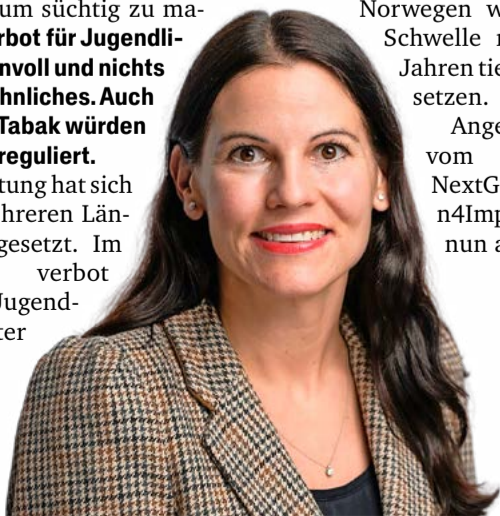 um süchtig zu ma-
rbot für Jugendli-
nvoll und nichts
hnliches. Auch
Tabak würden
reguliert.
tung hat sich
hreren Län-
gesetzt. Im
verbot
Jugend-
ter
Norwegen w
Schwelle
Jahren tie
setzen.
Ange
vom
NextG
n4Imp
nun a